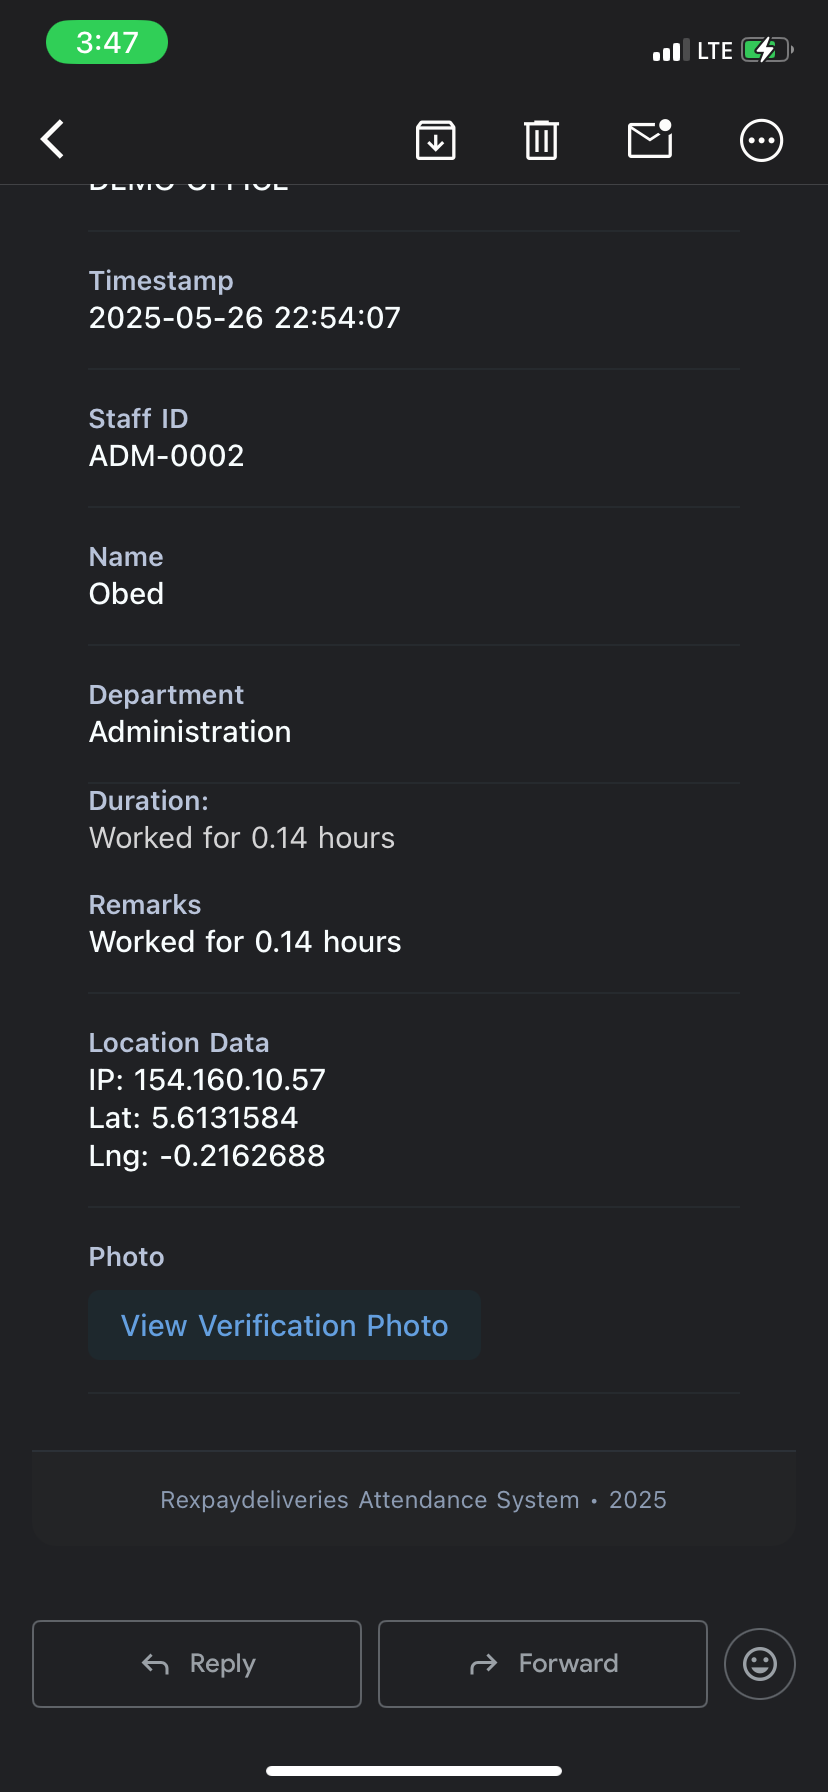 3:47
LTE
DEMO OFFICE
Timestamp
2025-05-26 22:54:07
Staff ID
ADM-0002
Name
Obed
Department
Administration
Duration:
Worked for 0.14 hours
Remarks
Worked for 0.14 hours
Location Data
IP: 154.160.10.57
Lat: 5.6131584
Lng: -0.2162688
Photo
View Verification Photo
Rexpaydeliveries Attendance System • 2025
Reply
Forward